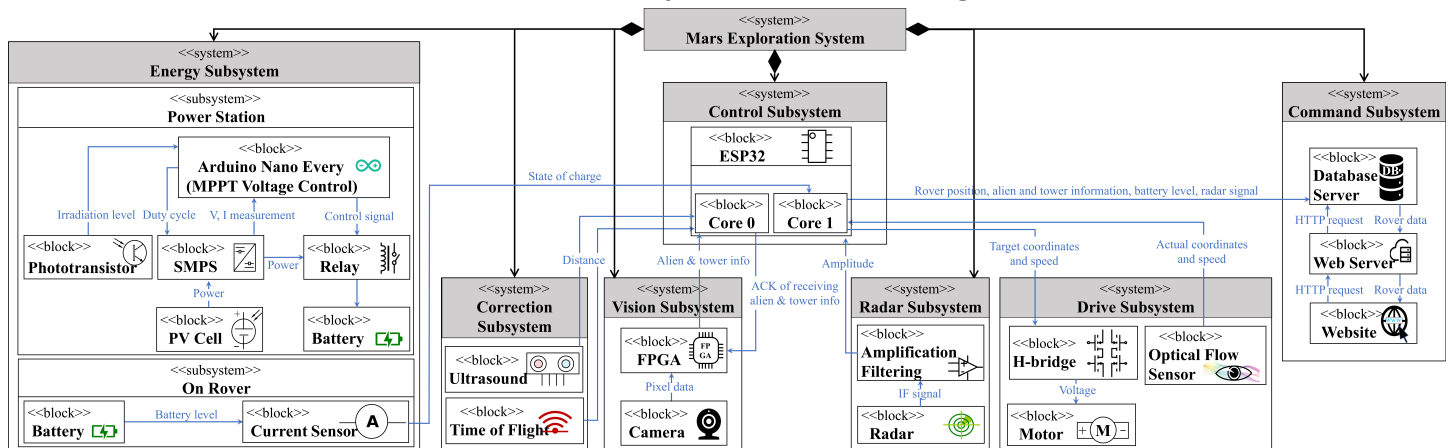 <<system>>
Mars Exploration System
<<system>>
Energy Subsystem
<<subsystem>>
Power Station
<<block>>
Arduino Nano Every
(MPPT Voltage Control)
Irradiation level
Duty cycle
V, I measurement
Control signal
<<block>>
Phototransistor
<<block>>
SMPS
Power
<<block>>
Relay
Power
<<block>>
PV Cell
<<block>>
Battery
<<subsystem>>
On Rover
<<block>>
Battery
Battery level
<<block>>
Current Sensor
A
State of charge
<<system>>
Control Subsystem
<<block>>
ESP32
<<block>>
Core 0
<<block>>
Core 1
Distance
Alien & tower info
ACK of receiving
alien & tower info
Amplitude
Rover position, alien and tower information, battery level, radar signal
Target coordinates
and speed
Actual coordinates
and speed
<<system>>
Correction
Subsystem
<<block>>
Ultrasound
<<block>>
Time of Flight
<<system>>
Vision Subsystem
<<block>>
FPGA
FP
GA
Pixel data
<<block>>
Camera
<<system>>
Radar Subsystem
<<block>>
Amplification
Filtering
IF signal
<<block>>
Radar
<<system>>
Drive Subsystem
<<block>>
H-bridge
<<block>>
Optical Flow
Sensor
Voltage
<<block>>
Motor
+ M -
<<system>>
Command Subsystem
<<block>>
Database
Server
DB
HTTP request
Rover data
<<block>>
Web Server
HTTP request
Rover data
<<block>>
Website
WWW